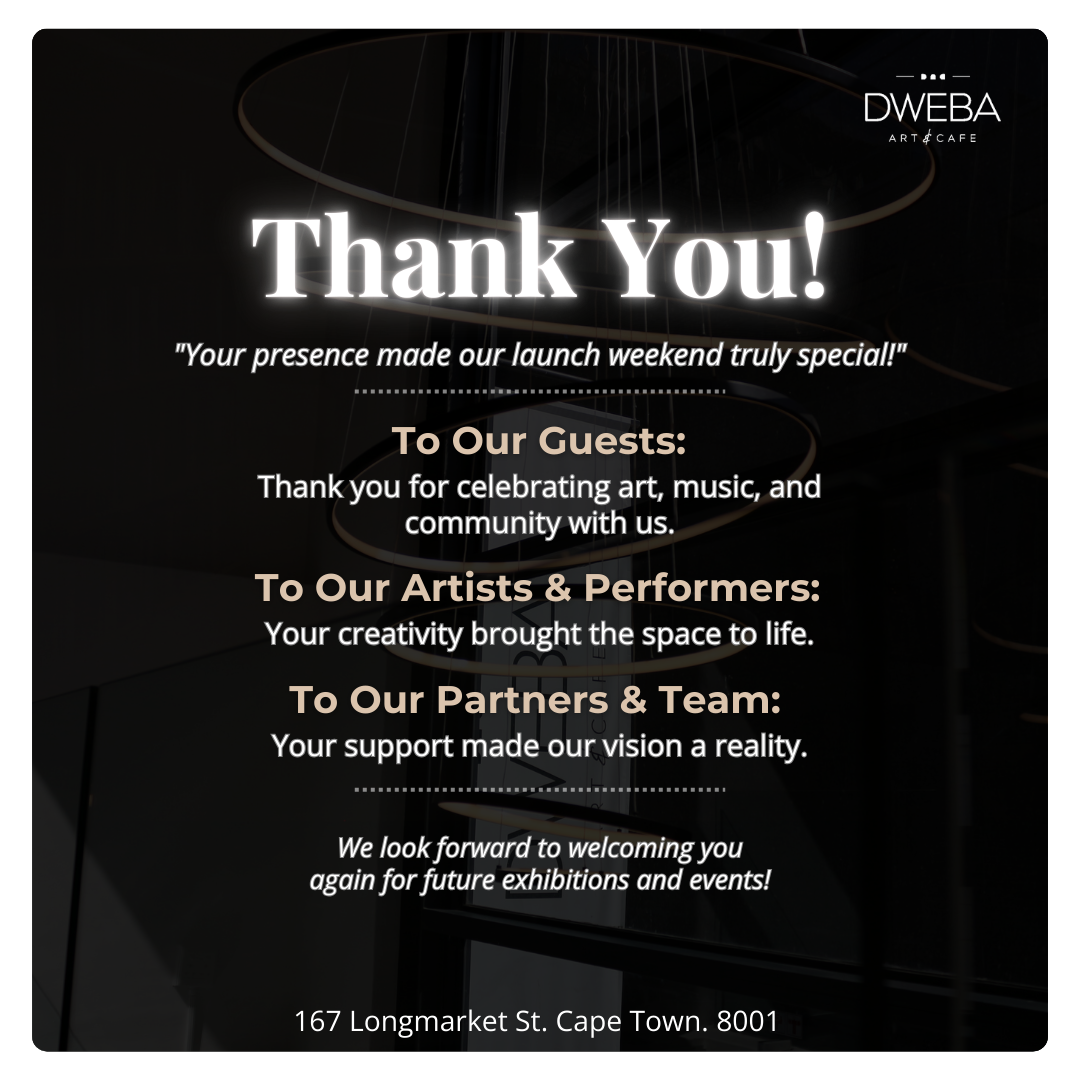 DWEBA
ART & CAFE
Thank You!
"Your presence made our launch weekend truly special!"
To Our Guests:
Thank you for celebrating art, music, and
community with us.
To Our Artists & Performers:
Your creativity brought the space to life.
To Our Partners & Team:
Your support made our vision a reality.
DWEBA
ART & CAFE
We look forward to welcoming you
again for future exhibitions and events!
167 Longmarket St. Cape Town. 8001